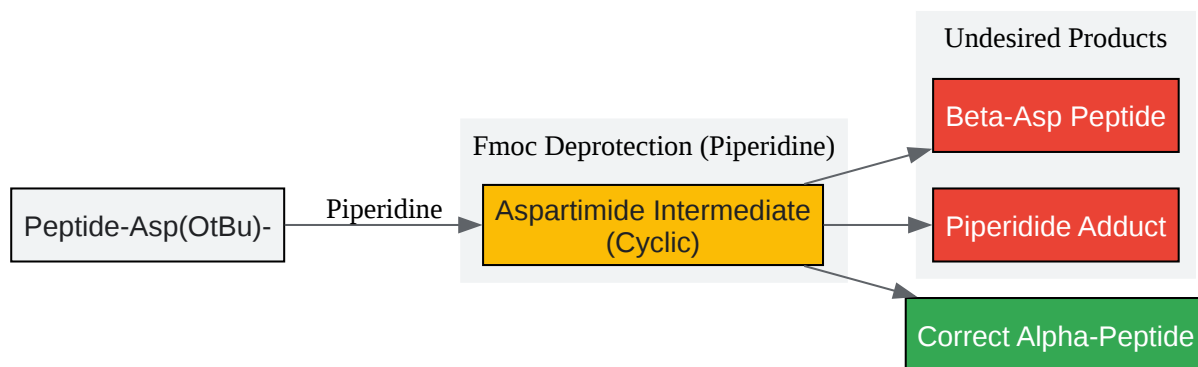 Undesired Products
Beta-Asp Peptide
Fmoc Deprotection (Piperidine)
Peptide-Asp(OtBu)-
Piperidine
Aspartimide Intermediate
(Cyclic)
Piperidide Adduct
Correct Alpha-Peptide